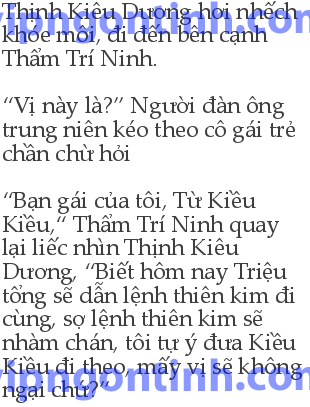 Thịnh Kiêu Dương hơi nhếch
khóe môi, đi đến bên cạnh
Thẩm Trí Ninh.
“Vị này là?” Người đàn ông
trung niên kéo theo cô gái trẻ
chần chừ hỏi
“Bạn gái của tôi, Từ Kiều
Kiều,“ Thẩm Trí Ninh quay
lại liếc nhìn Thịnh Kiêu
Dương, “Biết hôm nay Triệu
tổng sẽ dẫn lệnh thiên kim đi
cùng, sợ lệnh thiên kim sẽ
nhàm chán, tôi tự ý đưa Kiều
Kiều đi theo, mấy vị sẽ không
ngại chứ?”